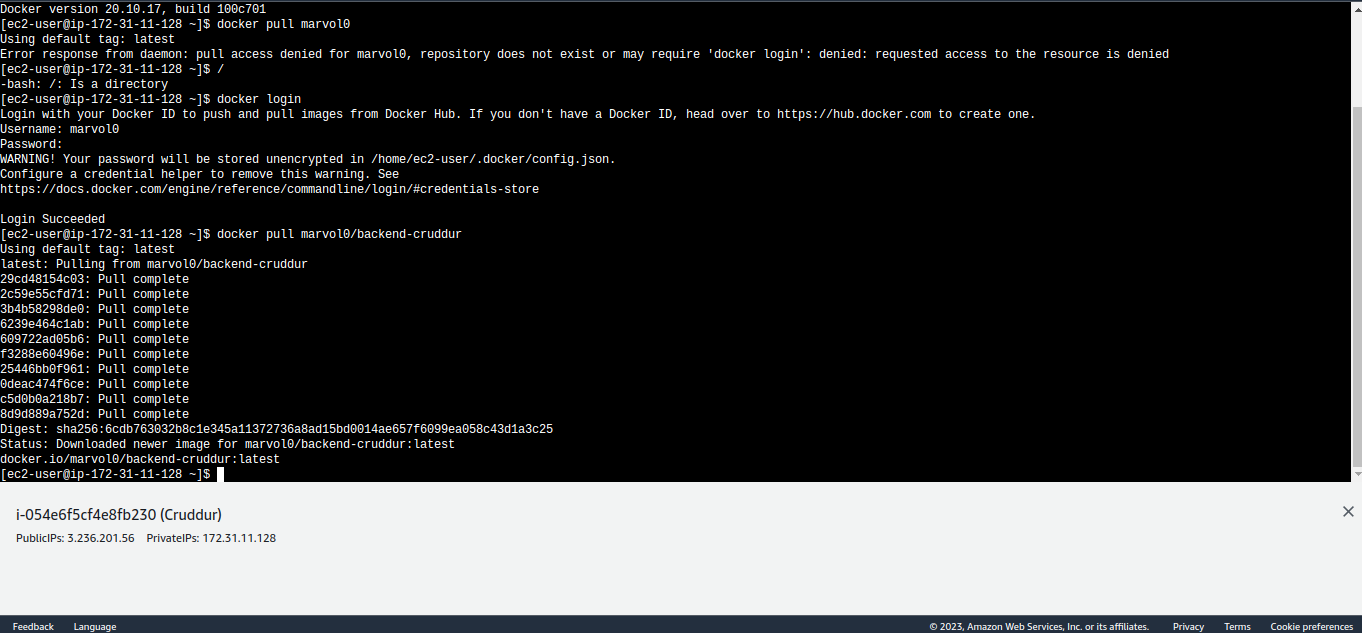 Docker version 20.10.17, build 100c701
[ec2-user@ip-172-31-11-128 ~]$ docker pull marvol0
Using default tag: latest
Error response from daemon: pull access denied for marvol0, repository does not exist or may require 'docker login': denied: requested access to the resource is denied
[ec2-user@ip-172-31-11-128 ~]$ /
-bash: /: Is a directory
[ec2-user@ip-172-31-11-128 ~]$ docker login
Login with your Docker ID to push and pull images from Docker Hub. If you don't have a Docker ID, head over to https://hub.docker.com to create one.
Username: marvol0
Password:
WARNING! Your password will be stored unencrypted in /home/ec2-user/.docker/config.json.
Configure a credential helper to remove this warning. See
https://docs.docker.com/engine/reference/commandline/login/#credentials-store
Login Succeeded
[ec2-user@ip-172-31-11-128 ~]$ docker pull marvol0/backend-cruddur
Using default tag: latest
latest: Pulling from marvol0/backend-cruddur
29cd48154c03: Pull complete
2c59e55cfd71: Pull complete
3b4b58298de0: Pull complete
6239e464c1ab: Pull complete
609722ad05b6: Pull complete
f3288e60496e: Pull complete
25446bb0f961: Pull complete
0deac474f6ce: Pull complete
c5d0b0a218b7: Pull complete
8d9d889a752d: Pull complete
Digest: sha256:6cdb763032b8c1e345a11372736a8ad15bd0014ae657f6099ea058c43d1a3c25
Status: Downloaded newer image for marvol0/backend-cruddur:latest
docker.io/marvol0/backend-cruddur:latest
[ec2-user@ip-172-31-11-128 ~]$
i-054e6f5cf4e8fb230 (Cruddur)
PublicIPs: 3.236.201.56 PrivateIPs: 172.31.11.128
Feedback Language © 2023, Amazon Web Services, Inc. or its affiliates. Privacy Terms Cookie preferences